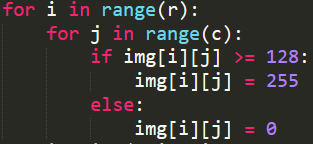 for i in range(r):
    for j in range(c):
        if img[i][j] >= 128:
            img[i][j] = 255
        else:
            img[i][j] = 0